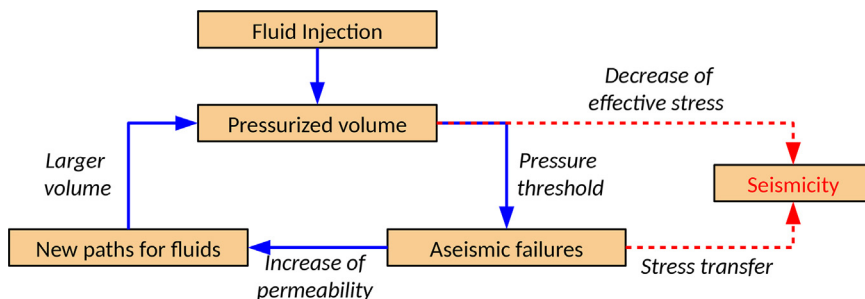 Fluid Injection
Decrease of
effective stress
Pressurized volume
Larger
volume
Pressure
threshold
Seismicity
New paths for fluids
Aseismic failures
Increase of
permeability
Stress transfer